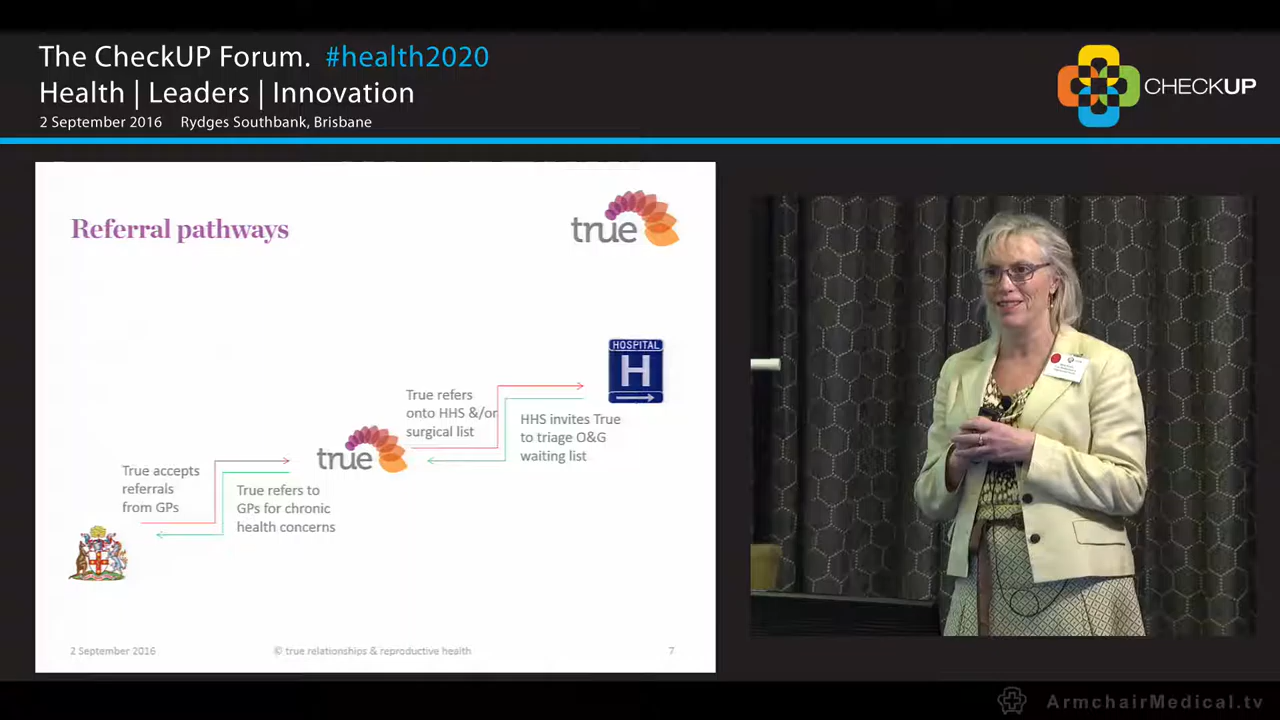 The CheckUP Forum. #health2020
Health | Leaders | Innovation
2 September 2016 Rydges Southbank, Brisbane
CHECKUP
Referral pathways
true
HOSPITAL
H
True refers
onto HHS &/or
surgical list
HHS invites True
to triage O&G
waiting list
true
True accepts
referrals
from GPs
True refers to
GPs for chronic
health concerns
2 September 2016
© true relationships & reproductive health
7
ArmchairMedical.tv